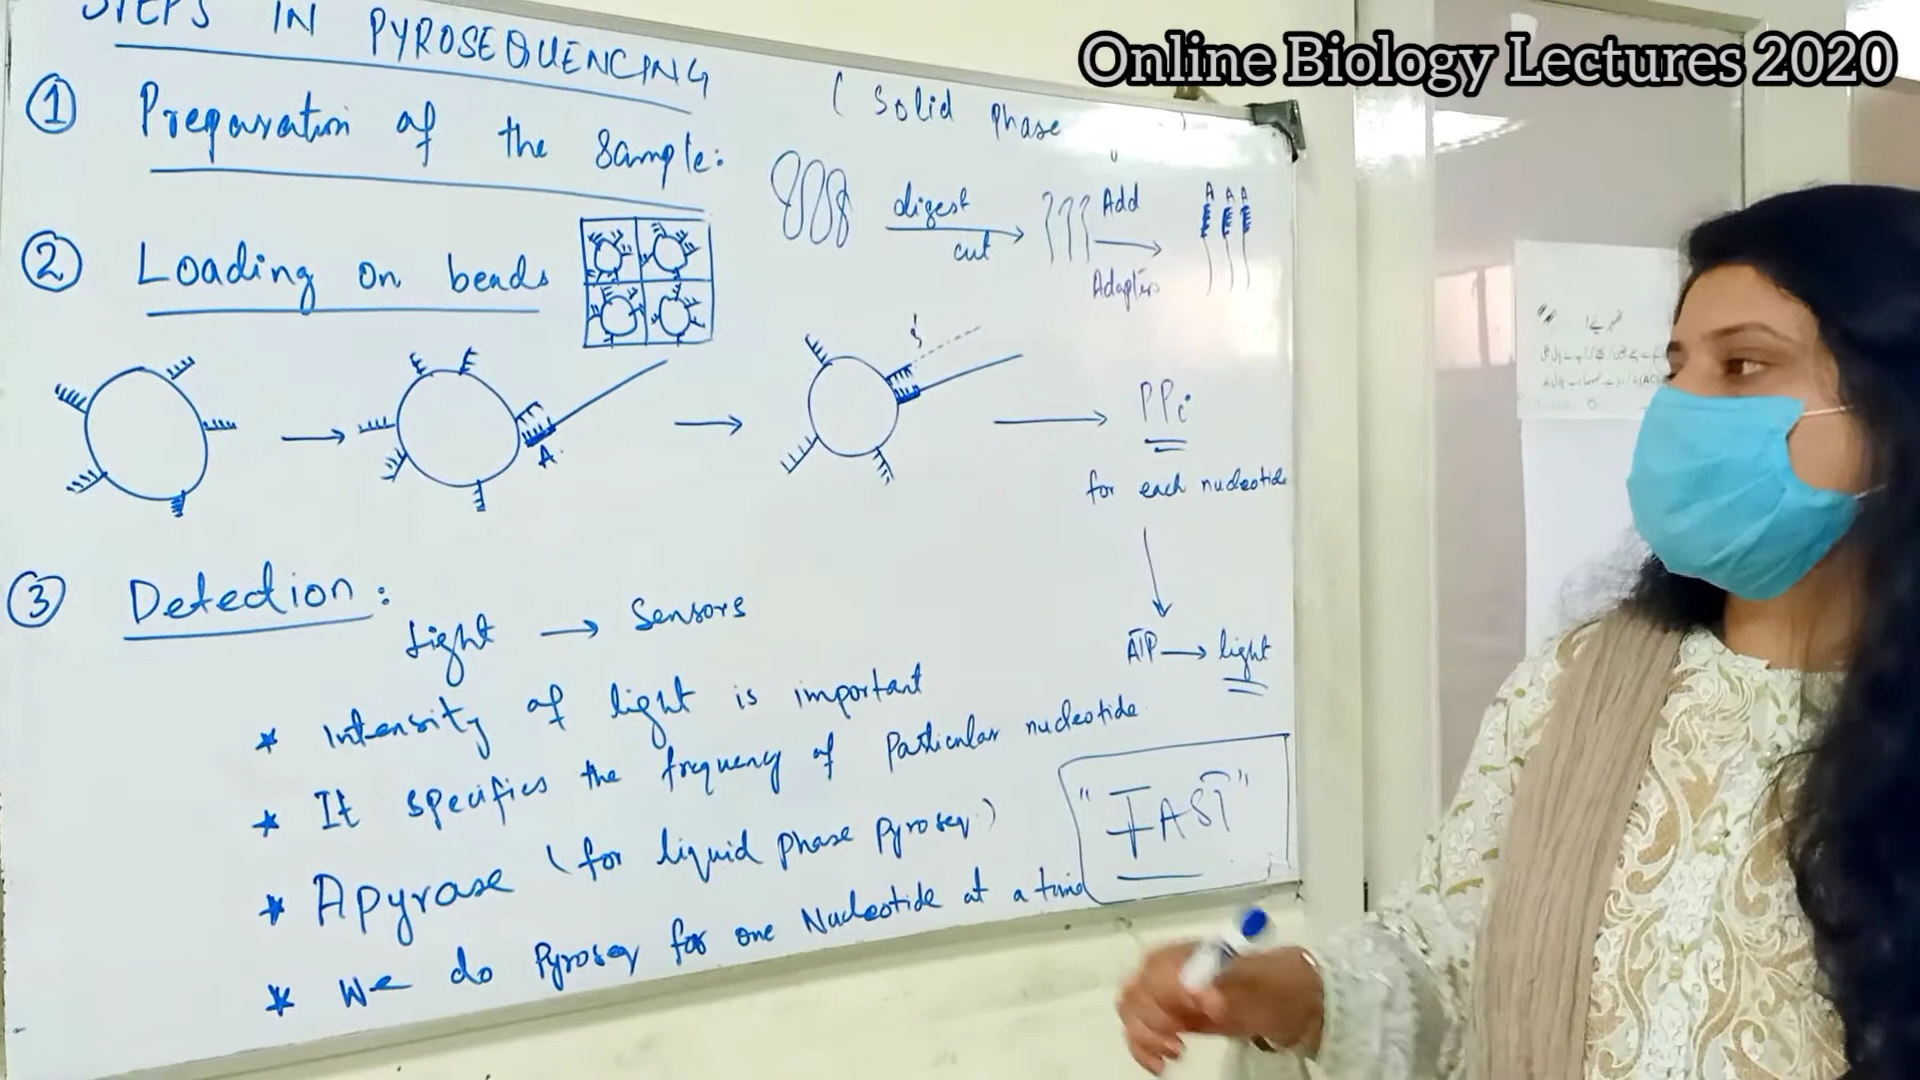 Online Biology Lectures 2020
STEPS IN PYROSEQUENCING
( Solid Phase )
① Preparation of the Sample:
digest
cut
Add
Adapters
A A A
② Loading on beads
A.
PPi
for each nucleotide
ATP → light
③ Detection:
Light → Sensors
* Intensity of light is important
* It specifies the frequency of Particular nucleotide
* Apyrase (for liquid phase Pyroseq.)
* We do Pyroseq for one Nucleotide at a time
"FAST"